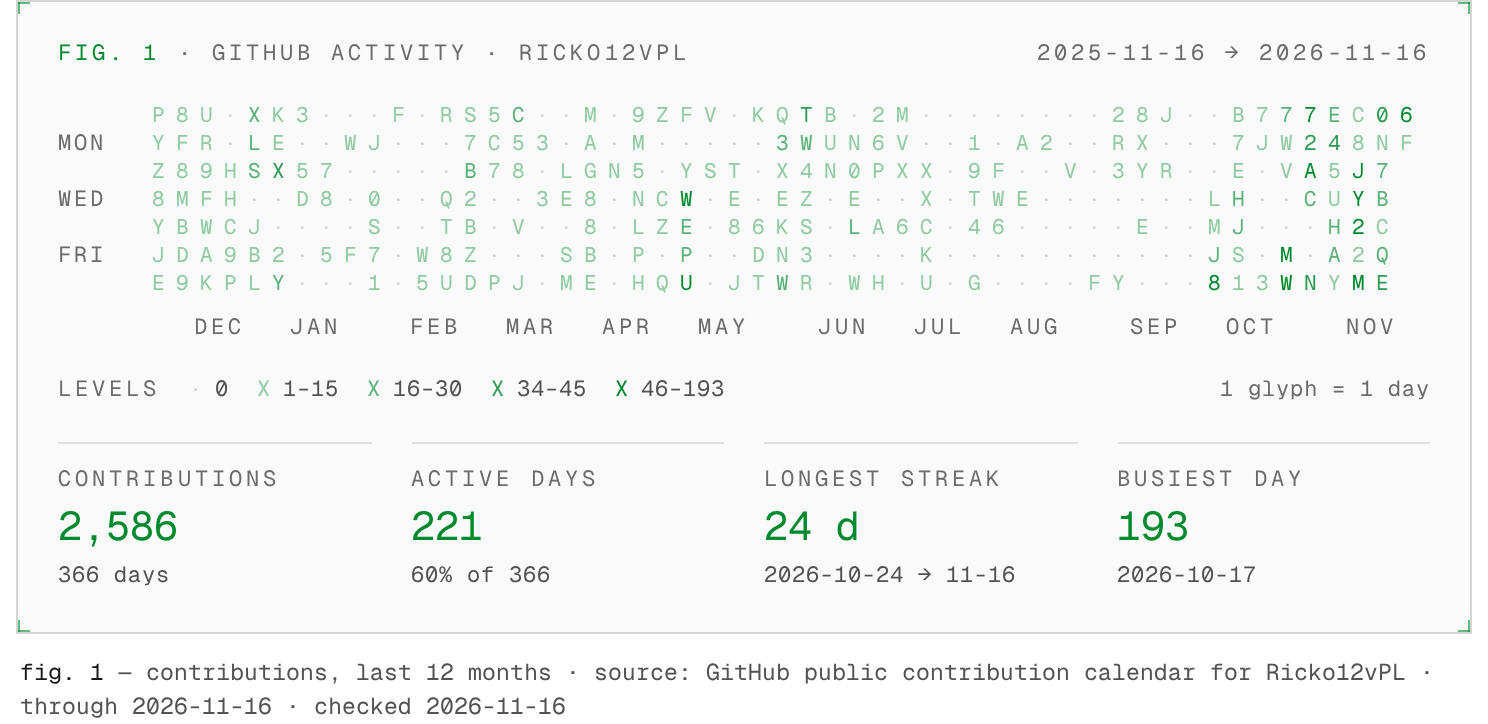 FIG. 1 · GITHUB ACTIVITY · RICKO12VPL 2025-11-16 → 2026-11-16
P 8 U · X K 3 · · · F · R S 5 C · · M · 9 Z F V · K Q T B · 2 M · · · · · · · · 2 8 J · · B 7 7 7 E C 0 6
MON Y F R · L E · · W J · · · 7 C 5 3 · A · M · · · · · 3 W U N 6 V · · 1 · A 2 · · R X · · · 7 J W 2 4 8 N F
Z 8 9 H S X 5 7 · · · · · B 7 8 · L G N 5 · Y S T · X 4 N 0 P X X · 9 F · · V · 3 Y R · · E · V A 5 J 7
WED 8 M F H · · D 8 · 0 · · Q 2 · · 3 E 8 · N C W · E · E Z · E · · X · T W E · · · · · · · L H · · C U Y B
Y B W C J · · · · S · · T B · V · · 8 · L Z E · 8 6 K S · L A 6 C · 4 6 · · · · · E · · M J · · · H 2 C
FRI J D A 9 B 2 · 5 F 7 · W 8 Z · · · S B · P · P · · D N 3 · · · · K · · · · · · · · · · · J S · M · A 2 Q
E 9 K P L Y · · · 1 · 5 U D P J · M E · H Q U · J T W R · W H · U · G · · · · F Y · · · 8 1 3 W N Y M E
DEC JAN FEB MAR APR MAY JUN JUL AUG SEP OCT NOV
LEVELS · 0 X 1–15 X 16–30 X 34–45 X 46–193 1 glyph = 1 day
CONTRIBUTIONS ACTIVE DAYS LONGEST STREAK BUSIEST DAY
2,586 221 24 d 193
366 days 60% of 366 2026-10-24 → 11-16 2026-10-17
fig. 1 — contributions, last 12 months · source: GitHub public contribution calendar for Ricko12vPL ·
through 2026-11-16 · checked 2026-11-16